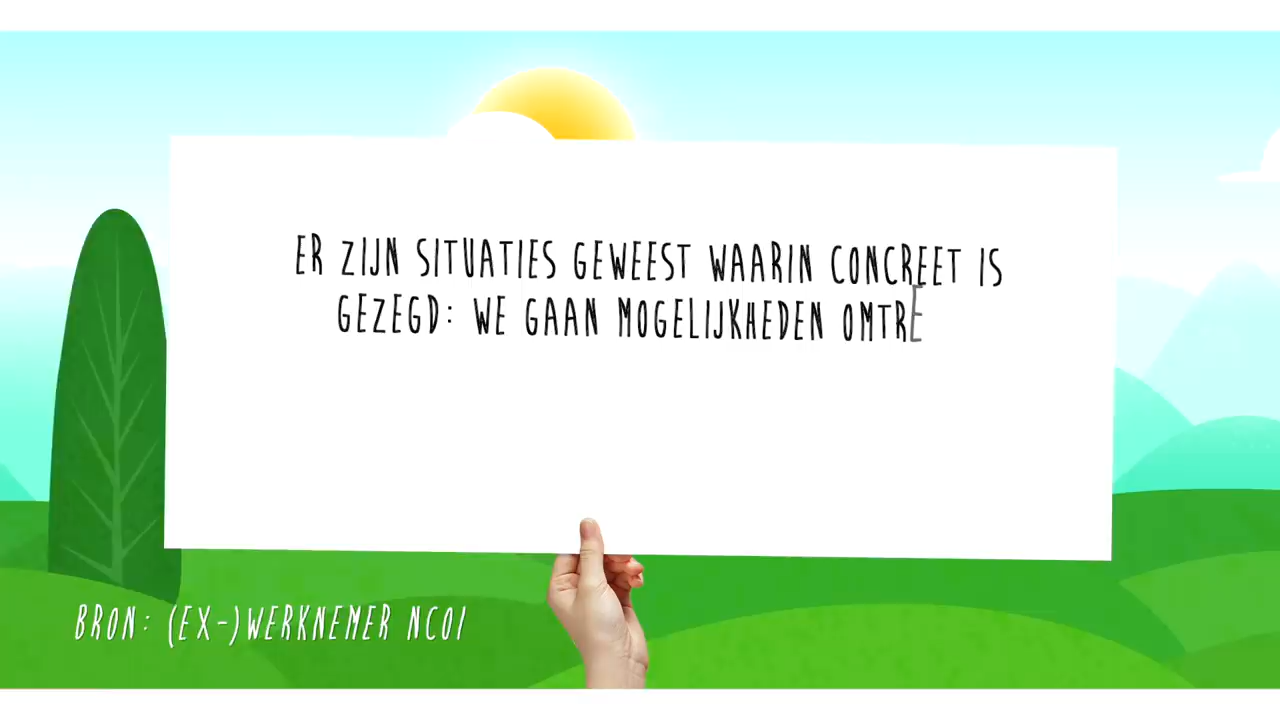 ER ZIJN SITUATIES GEWEEST WAARIN CONCREET IS
GEZEGD: WE GAAN MOGELIJKHEDEN OMTRE
BRON: (EX-)WERKNEMER NCOI